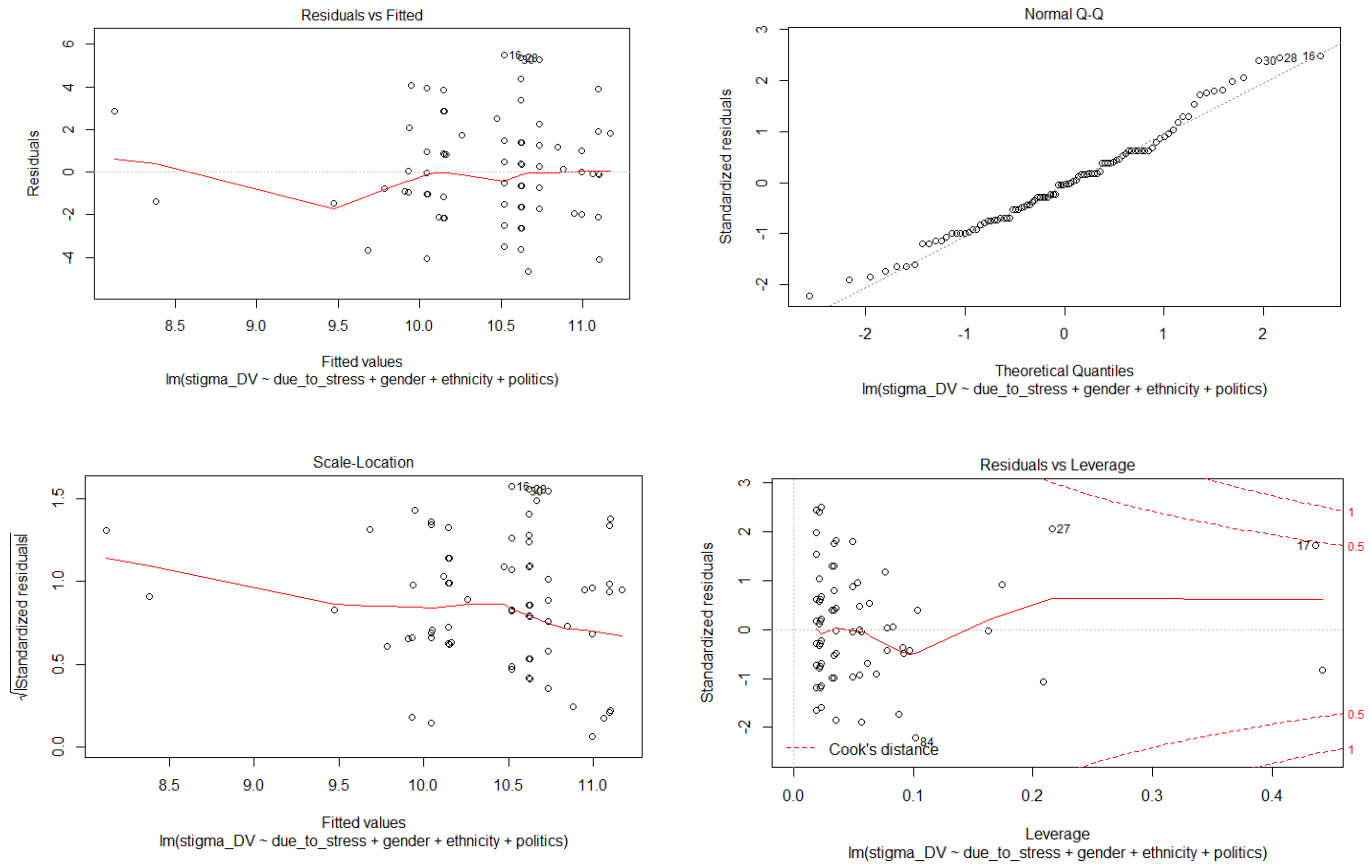 Residuals vs Fitted
Residuals
6
4
2
0
-2
-4
16
30
8.5 9.0 9.5 10.0 10.5 11.0
Fitted values
lm(stigma_DV ~ due_to_stress + gender + ethnicity + politics)
Normal Q-Q
Standardized residuals
3
2
1
0
-1
-2
30 28 16
-2 -1 0 1 2
Theoretical Quantiles
lm(stigma_DV ~ due_to_stress + gender + ethnicity + politics)
Scale-Location
√|Standardized residuals|
1.5
1.0
0.5
0.0
16
8.5 9.0 9.5 10.0 10.5 11.0
Fitted values
lm(stigma_DV ~ due_to_stress + gender + ethnicity + politics)
Residuals vs Leverage
Standardized residuals
3
2
1
0
-1
-2
27
17
84
1
0.5
0.5
1
Cook's distance
0.0 0.1 0.2 0.3 0.4
Leverage
lm(stigma_DV ~ due_to_stress + gender + ethnicity + politics)